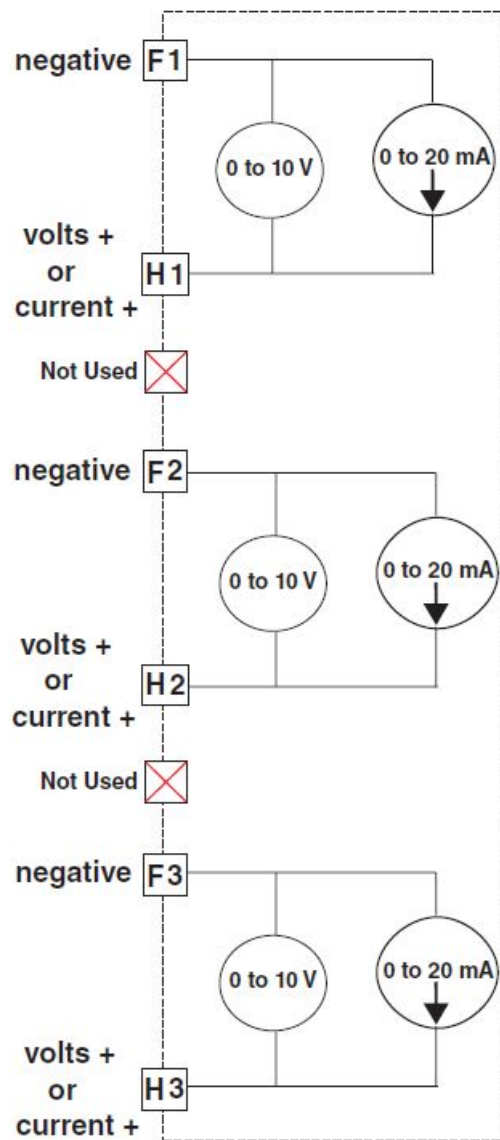 negative F1
0 to 10 V
0 to 20 mA
volts +
or
current +
H1
Not Used
negative F2
0 to 10 V
0 to 20 mA
volts +
or
current +
H2
Not Used
negative F3
0 to 10 V
0 to 20 mA
volts +
or
current +
H3